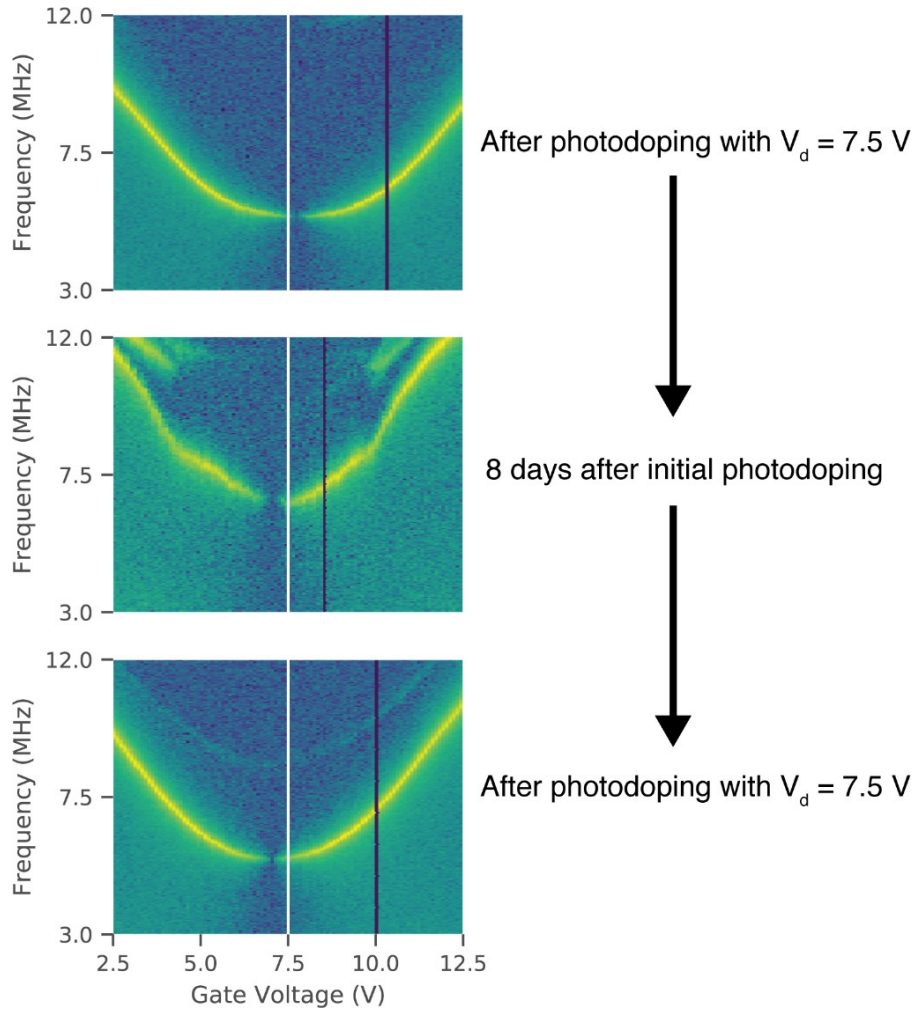 12.0
7.5
3.0
Frequency (MHz)
After photodoping with V_d = 7.5 V
12.0
7.5
3.0
Frequency (MHz)
8 days after initial photodoping
12.0
7.5
3.0
Frequency (MHz)
After photodoping with V_d = 7.5 V
2.5 5.0 7.5 10.0 12.5
Gate Voltage (V)